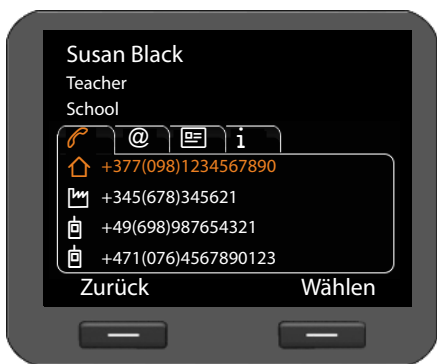 Susan Black
Teacher
School
@ i
+377(098)1234567890
+345(678)345621
+49(698)987654321
+471(076)4567890123
Zurück Wählen